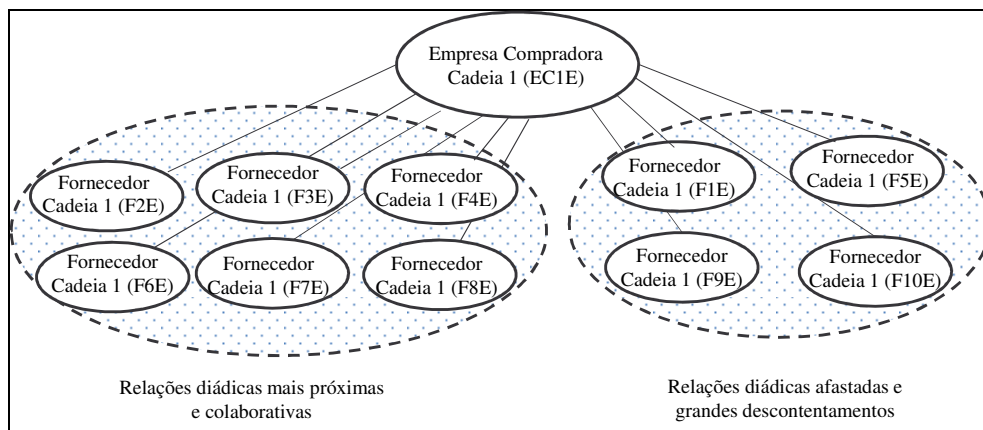 Empresa Compradora
Cadeia 1 (EC1E)
Fornecedor
Cadeia 1 (F2E)
Fornecedor
Cadeia 1 (F3E)
Fornecedor
Cadeia 1 (F4E)
Fornecedor
Cadeia 1 (F6E)
Fornecedor
Cadeia 1 (F7E)
Fornecedor
Cadeia 1 (F8E)
Relações diádicas mais próximas
e colaborativas
Fornecedor
Cadeia 1 (F1E)
Fornecedor
Cadeia 1 (F5E)
Fornecedor
Cadeia 1 (F9E)
Fornecedor
Cadeia 1 (F10E)
Relações diádicas afastadas e
grandes descontentamentos